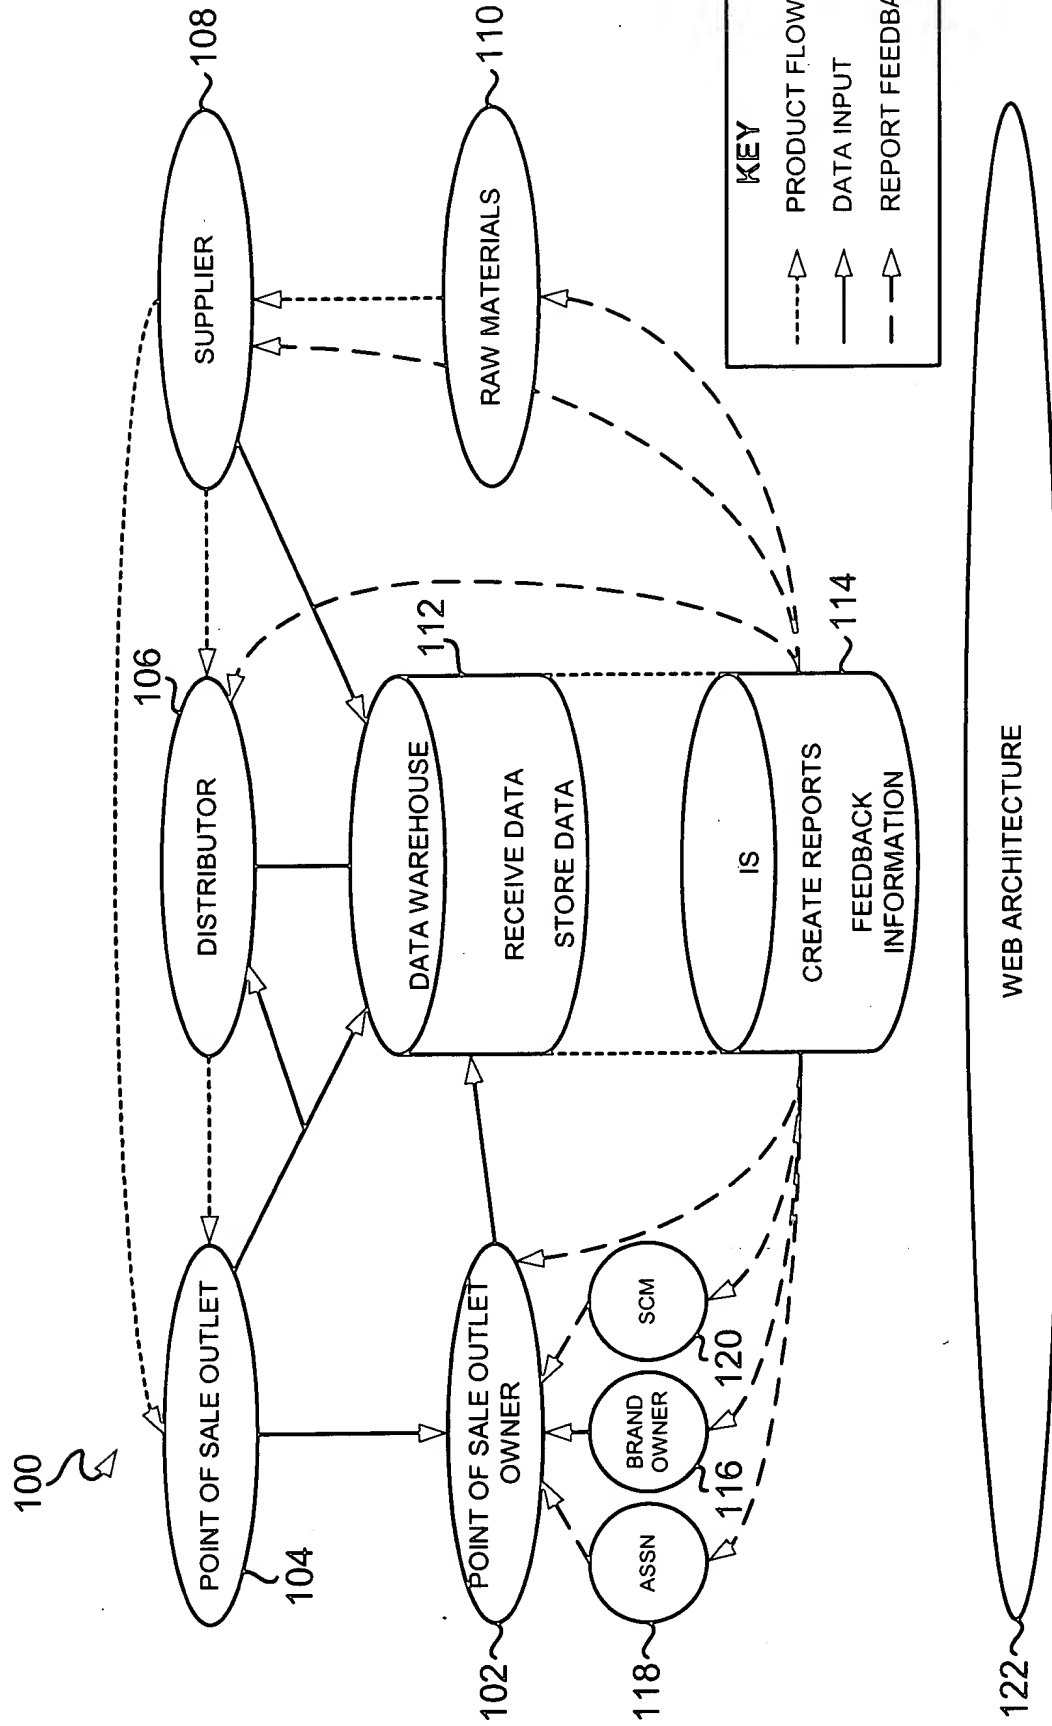 100
108
110
106
104
POINT OF SALE OUTLET
DISTRIBUTOR
SUPPLIER
112
102
POINT OF SALE OUTLET
OWNER
DATA WAREHOUSE
RECEIVE DATA
STORE DATA
RAW MATERIALS
118
ASSN
BRAND
OWNER
SCM
116
120
IS
CREATE REPORTS
FEEDBACK
INFORMATION
114
KEY
PRODUCT FLOW
DATA INPUT
REPORT
122
WEB ARCHITECTURE